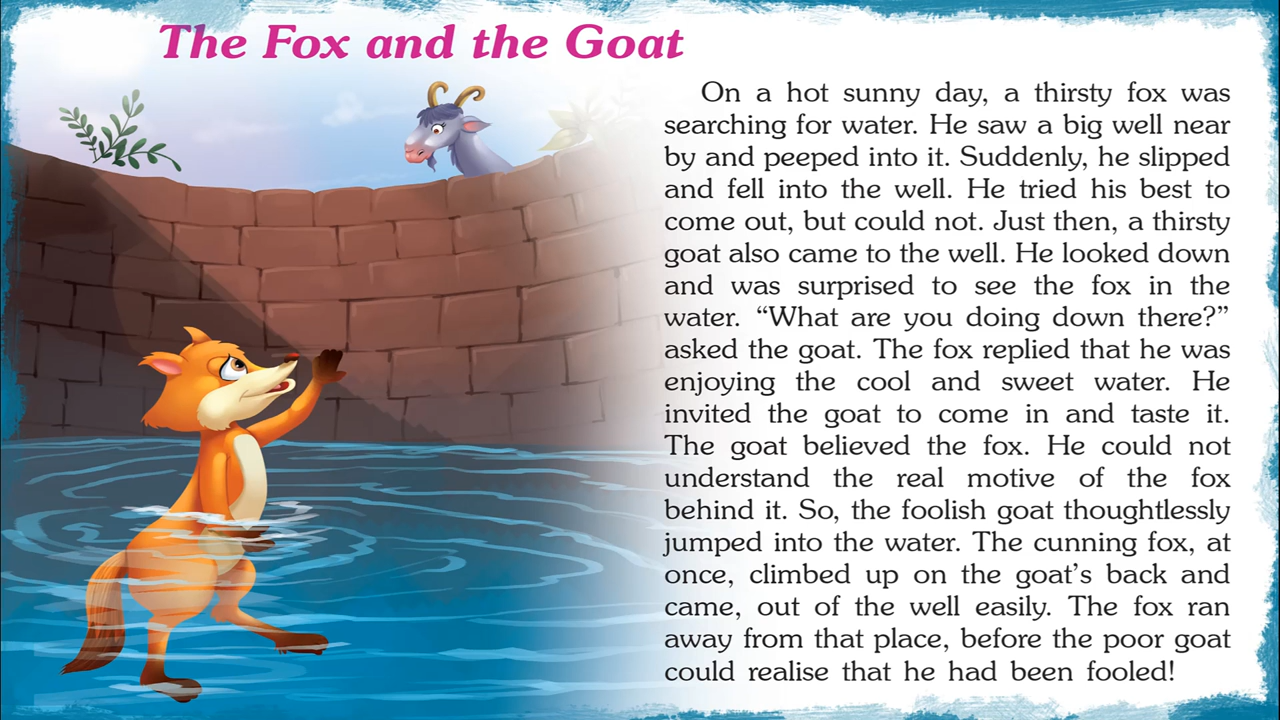 The Fox and the Goat
On a hot sunny day, a thirsty fox was
searching for water. He saw a big well near
by and peeped into it. Suddenly, he slipped
and fell into the well. He tried his best to
come out, but could not. Just then, a thirsty
goat also came to the well. He looked down
and was surprised to see the fox in the
water. “What are you doing down there?”
asked the goat. The fox replied that he was
enjoying the cool and sweet water. He
invited the goat to come in and taste it.
The goat believed the fox. He could not
understand the real motive of the fox
behind it. So, the foolish goat thoughtlessly
jumped into the water. The cunning fox, at
once, climbed up on the goat’s back and
came, out of the well easily. The fox ran
away from that place, before the poor goat
could realise that he had been fooled!